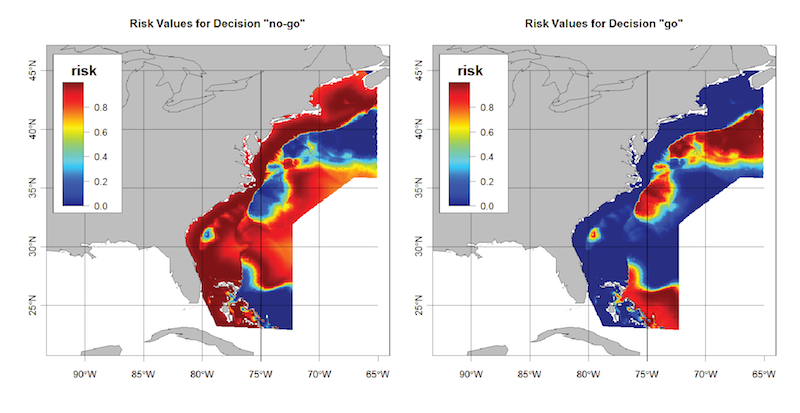 Risk Values for Decision "no-go"
risk
0.8
0.6
0.4
0.2
0.0
45°N
40°N
35°N
30°N
25°N
90°W
85°W
80°W
75°W
70°W
65°W
Risk Values for Decision "go"
risk
0.8
0.6
0.4
0.2
0.0
45°N
40°N
35°N
30°N
25°N
90°W
85°W
80°W
75°W
70°W
65°W